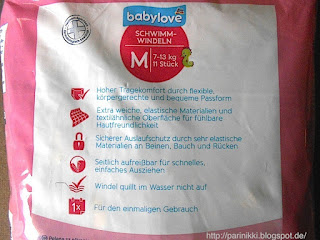 babylove
SCHWIMM-
WINDELN
M
7-13 kg
11 Stück
Hoher Tragekomfort durch flexible,
körpergerechte und bequeme Passform
Extra weiche, elastische Materialien und
textilähnliche Oberfläche für fühlbare
Hautfreundlichkeit
Sicherer Auslaufschutz durch sehr elastische
Materialien an Beinen, Bauch und Rücken
Seitlich aufreißbar für schnelles,
einfaches Ausziehen
Windel quillt im Wasser nicht auf
1x
Für den einmaligen Gebrauch
http://parinikki.blogspot.de/